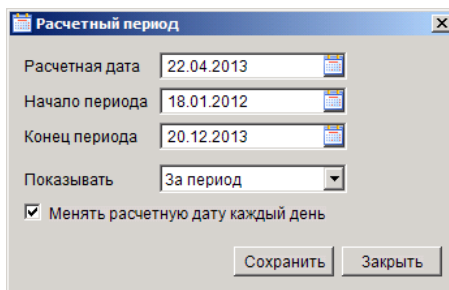 Расчетный период
Расчетная дата 22.04.2013
Начало периода 18.01.2012
Конец периода 20.12.2013
Показывать За период
Менять расчетную дату каждый день
Сохранить Закрыть